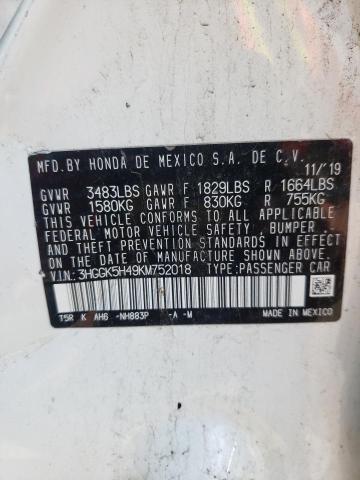 MFD.BY HONDA DE MEXICO S.A. DE C.V.
11/'19
GVWR 3483LBS GAWR F 1829LBS R 1664LBS
GVWR 1580KG GAWR F 830KG R 755KG
THIS VEHICLE CONFORMS TO ALL APPLICABLE
FEDERAL MOTOR VEHICLE SAFETY, BUMPER ,
AND THEFT PREVENTION STANDARDS IN EFFECT
ON THE DATE OF MANUFACTURE SHOWN ABOVE.
V.I.N: 3HGGK5H49KM752018 TYPE:PASSENGER CAR
T5R K AH6 -NH883P -A -M
MADE IN MEXICO